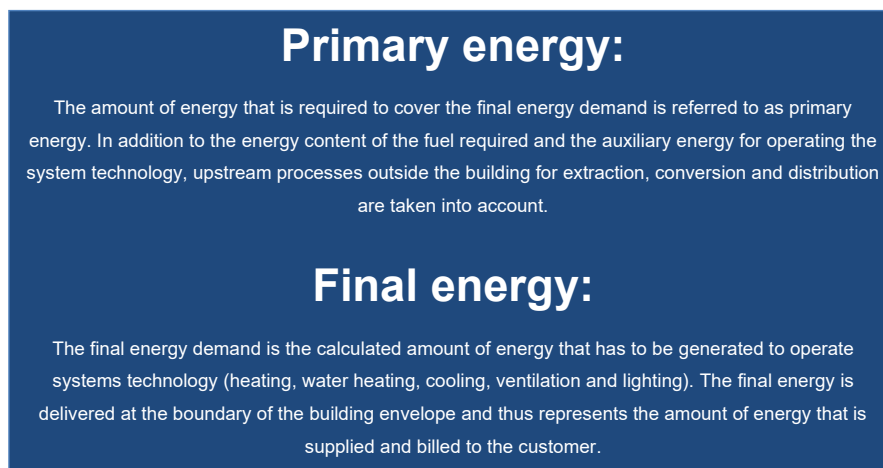 Primary energy:
The amount of energy that is required to cover the final energy demand is referred to as primary
energy. In addition to the energy content of the fuel required and the auxiliary energy for operating the
system technology, upstream processes outside the building for extraction, conversion and distribution
are taken into account.
Final energy:
The final energy demand is the calculated amount of energy that has to be generated to operate
systems technology (heating, water heating, cooling, ventilation and lighting). The final energy is
delivered at the boundary of the building envelope and thus represents the amount of energy that is
supplied and billed to the customer.